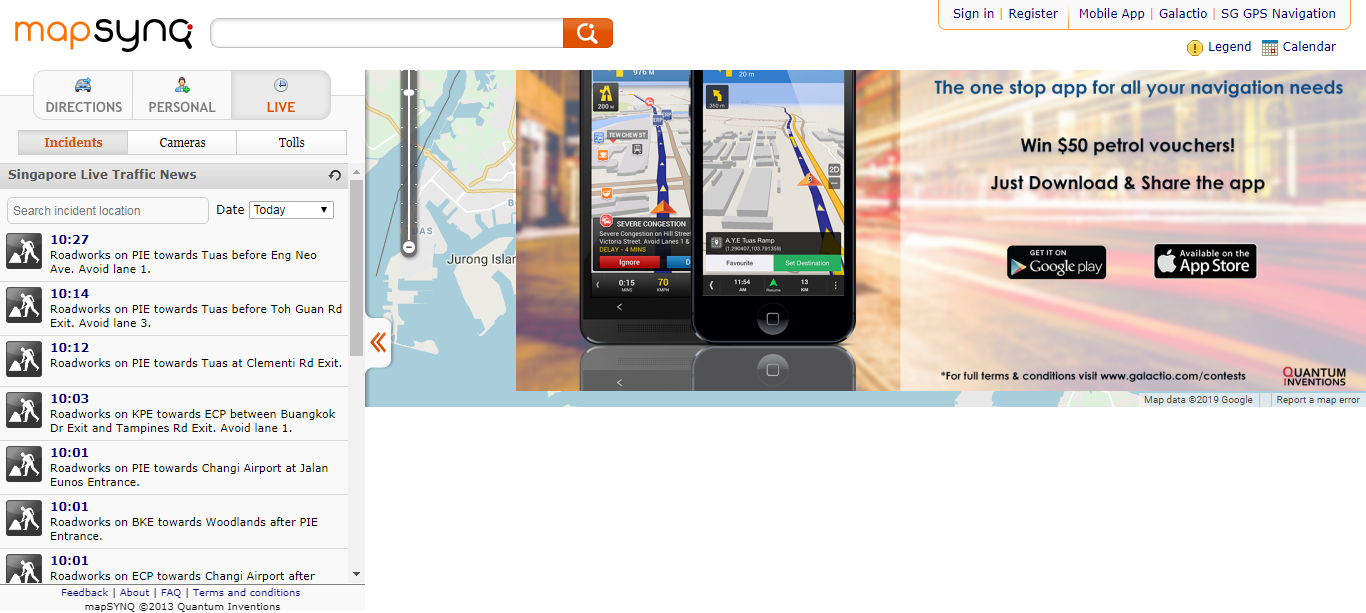 mapsynq
Sign in | Register
Mobile App | Galactio | SG GPS Navigation
Legend
Calendar
DIRECTIONS
PERSONAL
LIVE
Incidents
Cameras
Tolls
Singapore Live Traffic News
Search incident location
Date
Today
10:27
Roadworks on PIE towards Tuas before Eng Neo
Ave. Avoid lane 1.
10:14
Roadworks on PIE towards Tuas before Toh Guan Rd
Exit. Avoid lane 3.
10:12
Roadworks on PIE towards Tuas at Clementi Rd Exit.
10:03
Roadworks on KPE towards ECP between Buangkok
Dr Exit and Tampines Rd Exit. Avoid lane 1.
10:01
Roadworks on PIE towards Changi Airport at Jalan
Eunos Entrance.
10:01
Roadworks on BKE towards Woodlands after PIE
Entrance.
10:01
Roadworks on ECP towards Changi Airport after
Feedback | About | FAQ | Terms and conditions
mapSYNQ ©2013 Quantum Inventions
Jurong Islan
976 M
200 M
ERP
TEW CHEW ST
SEVERE CONGESTION
Severe Congestion on Hill Stree
Victoria Street. Avoid Lanes 1 &
DELAY - 4 MINS
Ignore
D
0:15
MINS
70
KMPH
20 m
350 m
2D
A.Y.E Tuas Ramp
(1.290407,103.791359)
Favourite
Set Destination
11:54
AM
Resume
13
KM
The one stop app for all your navigation needs
Win $50 petrol vouchers!
Just Download & Share the app
GET IT ON
Google play
Available on the
App Store
*For full terms & conditions visit www.galactio.com/contests
QUANTUM
INVENTIONS
Map data ©2019 Google
Report a map error